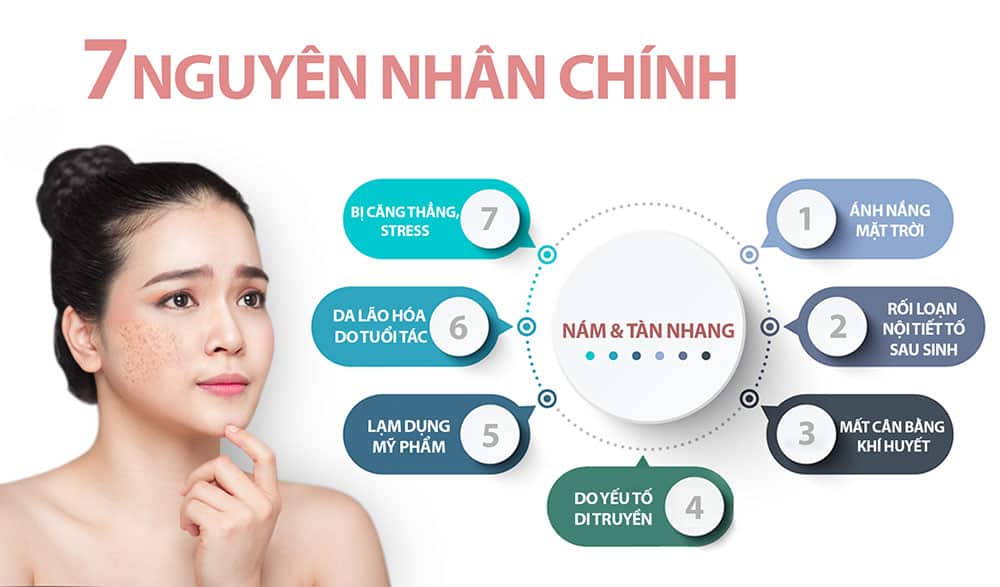 7 NGUYÊN NHÂN CHÍNH
BỊ CĂNG THẲNG,
STRESS
7
1
ÁNH NẮNG
MẶT TRỜI
DA LÃO HÓA
DO TUỔI TÁC
6
NÁM & TÀN NHANG
2
RỐI LOẠN
NỘI TIẾT TỐ
SAU SINH
LẠM DỤNG
MỸ PHẨM
5
3
MẤT CÂN BẰNG
KHÍ HUYẾT
DO YẾU TỐ
DI TRUYỀN
4